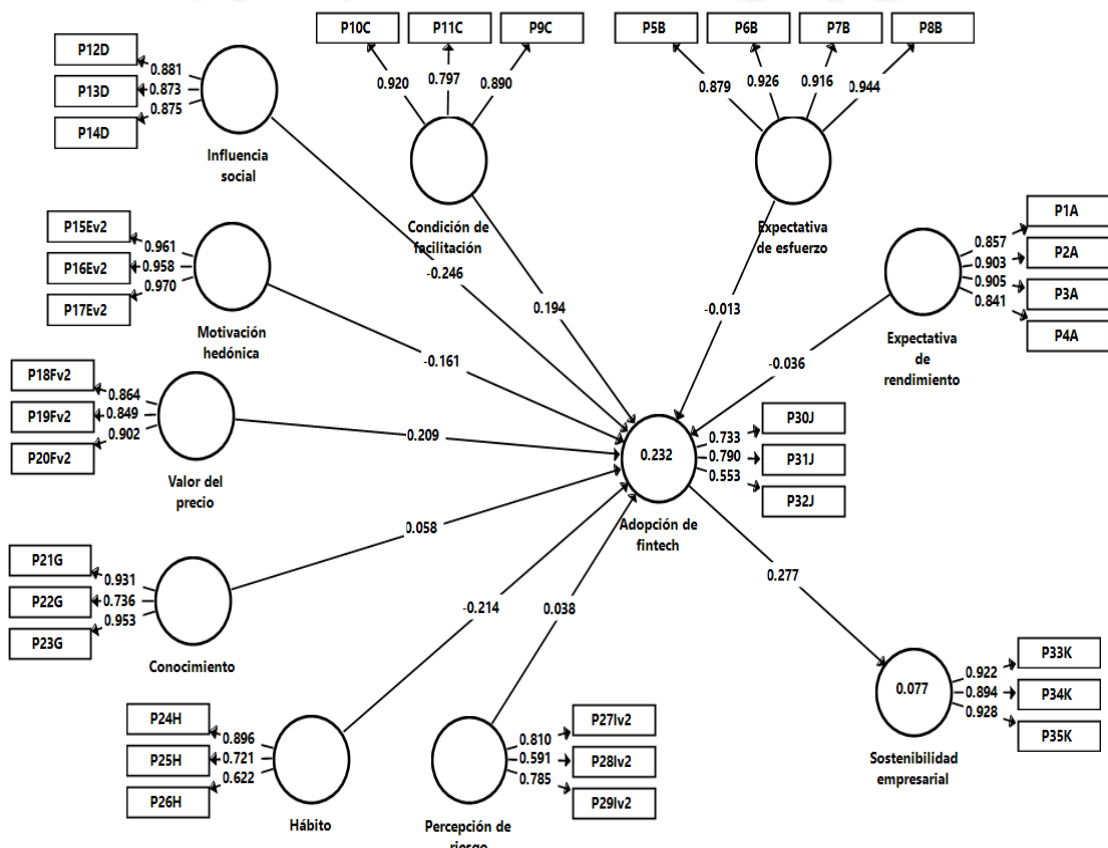 P10C
P11C
P9C
0.920
0.797
0.890
Condición de
facilitación
P5B
P6B
P7B
P8B
0.879
0.926
0.916
0.944
Expectativa
de esfuerzo
P12D
P13D
P14D
0.881
0.873
0.875
Influencia
social
P15Ev2
P16Ev2
P17Ev2
0.961
0.958
0.970
Motivación
hedónica
P1A
P2A
P3A
P4A
0.857
0.903
0.905
0.841
Expectativa
de
rendimiento
-0.246
0.194
-0.013
-0.036
-0.161
P18Fv2
P19Fv2
P20Fv2
0.864
0.849
0.902
Valor del
precio
0.209
0.232
Adopción de
fintech
P30J
P31J
P32J
0.733
0.790
0.553
P21G
P22G
P23G
0.931
0.736
0.953
Conocimiento
0.058
-0.214
0.038
0.277
P24H
P25H
P26H
0.896
0.721
0.622
Hábito
P27Iv2
P28Iv2
P29Iv2
0.810
0.591
0.785
Percepción de
riesgo
0.077
Sostenibilidad
empresarial
P33K
P34K
P35K
0.922
0.894
0.928